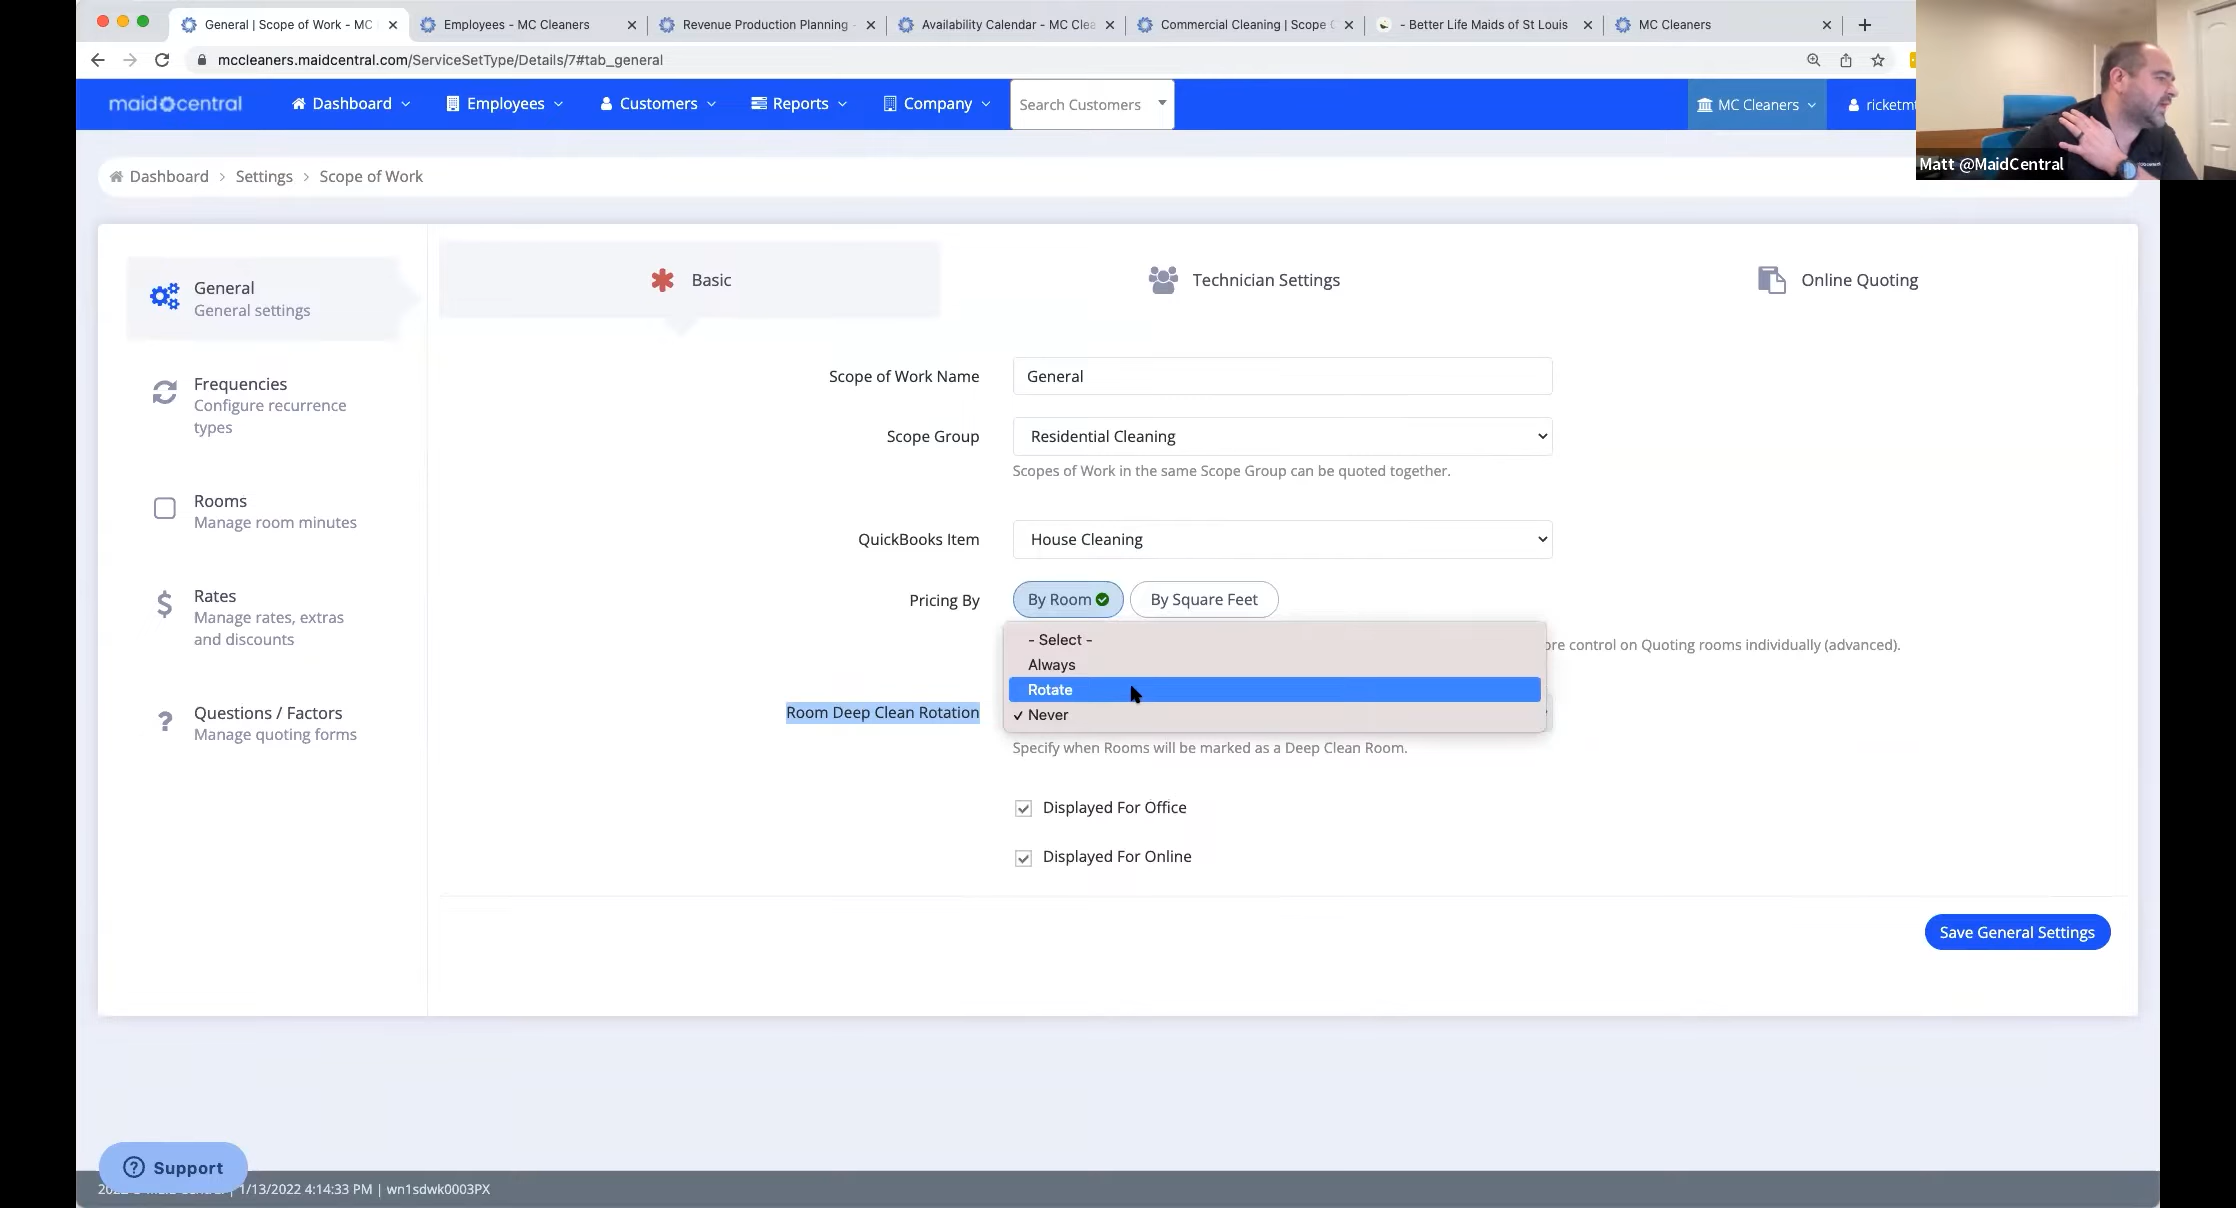 General | Scope of Work - MC
Employees - MC Cleaners
Revenue Production Planning -
Availability Calendar - MC Clea
Commercial Cleaning | Scope
- Better Life Maids of St Louis
MC Cleaners
mccleaners.maidcentral.com/ServiceSetType/Details/7#tab_general
maidcentral
Dashboard
Employees
Customers
Reports
Company
Search Customers
MC Cleaners
ricketmt
Matt @MaidCentral
Dashboard > Settings > Scope of Work
General
General settings
Frequencies
Configure recurrence
types
Rooms
Manage room minutes
Rates
Manage rates, extras
and discounts
Questions / Factors
Manage quoting forms
Basic
Technician Settings
Online Quoting
Scope of Work Name
General
Scope Group
Residential Cleaning
Scopes of Work in the same Scope Group can be quoted together.
QuickBooks Item
House Cleaning
Pricing By
By Room
By Square Feet
- Select -
Always
Rotate
✓ Never
ore control on Quoting rooms individually (advanced).
Room Deep Clean Rotation
Specify when Rooms will be marked as a Deep Clean Room.
Displayed For Office
Displayed For Online
Save General Settings
Support
1/13/2022 4:14:33 PM | wn1sdwk0003PX